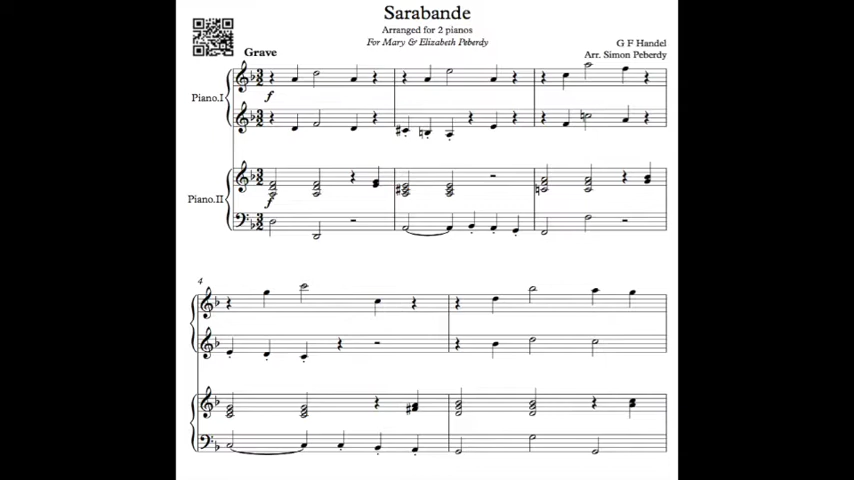 Sarabande
Arranged for 2 pianos
For Mary & Elizabeth Peberdy
G F Handel
Arr. Simon Peberdy
Grave
Piano.I
f
Piano.II
f
4